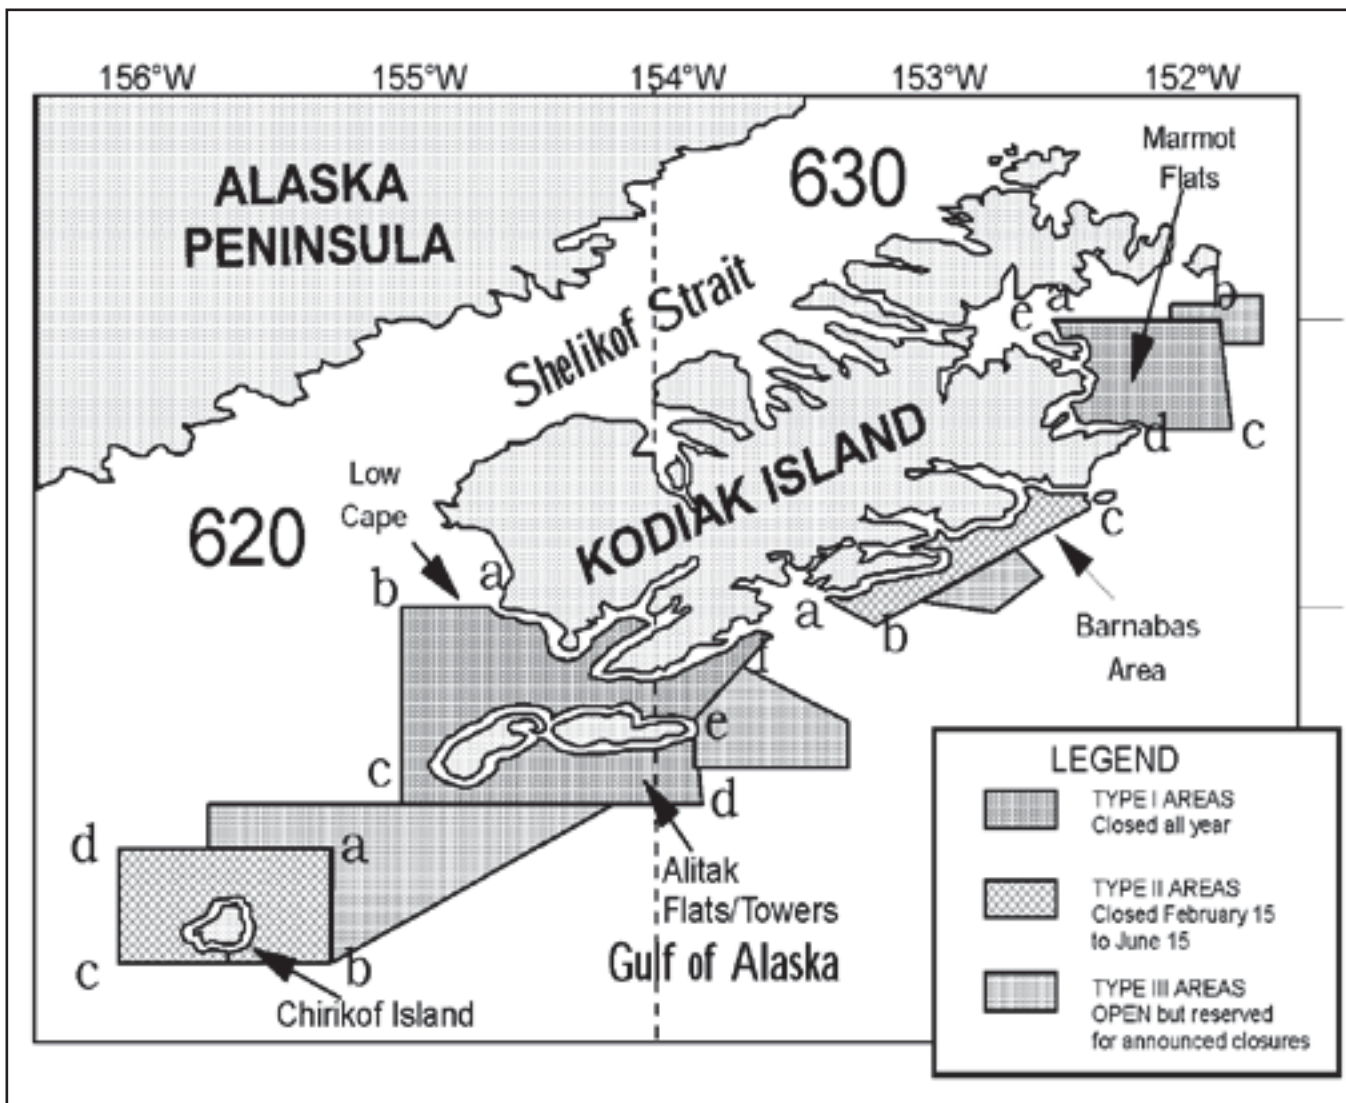 156°W 155°W 154°W 153°W 152°W
Marmot
Flats
630
ALASKA
PENINSULA
Shelikof Strait
a
b
e
d
c
KODIAK ISLAND
Low
Cape
620
a
b
c
a
b
Barnabas
Area
f
e
c
d
Alitak
Flats/Towers
Gulf of Alaska
d
a
c
b
Chirikof Island
LEGEND
TYPE I AREAS
Closed all year
TYPE II AREAS
Closed February 15
to June 15
TYPE III AREAS
OPEN but reserved
for announced closures